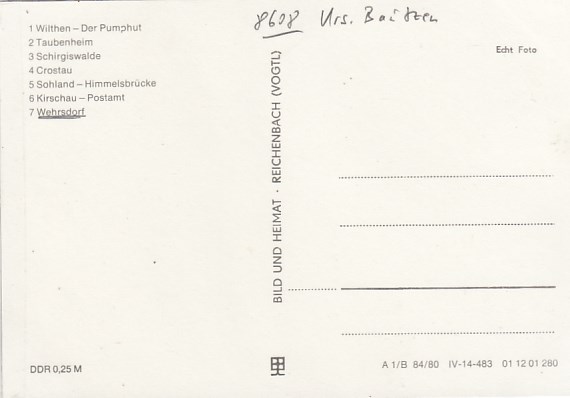 8608 Krs. Bautzen
1 Wilthen – Der Pumphut
2 Taubenheim
3 Schirgiswalde
4 Crostau
5 Sohland – Himmelsbrücke
6 Kirschau – Postamt
7 Wehrsdorf
Echt Foto
BILD UND HEIMAT · REICHENBACH (VOGTL)
DDR 0,25 M
A 1/B 84/80 IV-14-483 01 12 01 280